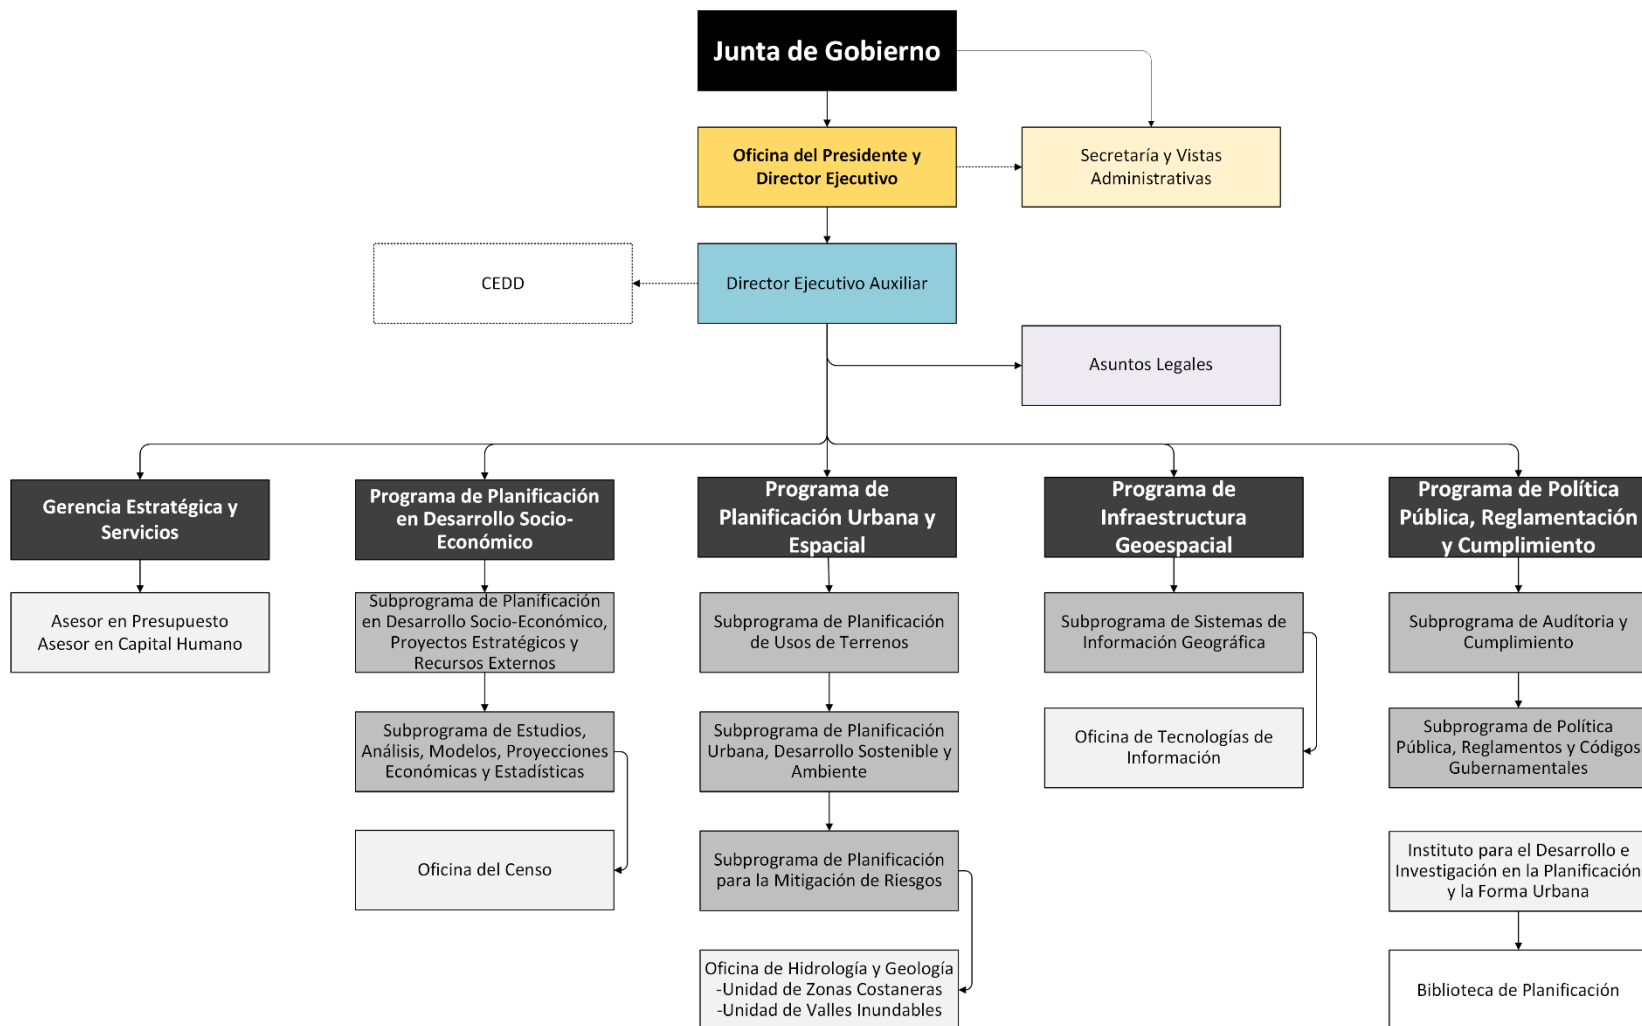 Junta de Gobierno
Oficina del Presidente y
Director Ejecutivo
Secretaría y Vistas
Administrativas
CEDD
Director Ejecutivo Auxiliar
Asuntos Legales
Gerencia Estratégica y
Servicios
Programa de Planificación
en Desarrollo Socio-
Económico
Programa de
Planificación Urbana y
Espacial
Programa de
Infraestructura
Geoespacial
Programa de Política
Pública, Reglamentación
y Cumplimiento
Asesor en Presupuesto
Asesor en Capital Humano
Subprograma de Planificación
en Desarrollo Socio-Económico,
Proyectos Estratégicos y
Recursos Externos
Subprograma de Planificación
de Usos de Terrenos
Subprograma de Sistemas de
Información Geográfica
Subprograma de Audítoria y
Cumplimiento
Subprograma de Estudios,
Análisis, Modelos, Proyecciones
Económicas y Estadísticas
Subprograma de Planificación
Urbana, Desarrollo Sostenible y
Ambiente
Oficina de Tecnologías de
Información
Subprograma de Política
Pública, Reglamentos y Códigos
Gubernamentales
Oficina del Censo
Subprograma de Planificación
para la Mitigación de Riesgos
Instituto para el Desarrollo e
Investigación en la Planificación
y la Forma Urbana
Oficina de Hidrología y Geología
-Unidad de Zonas Costaneras
-Unidad de Valles Inundables
Biblioteca de Planificación